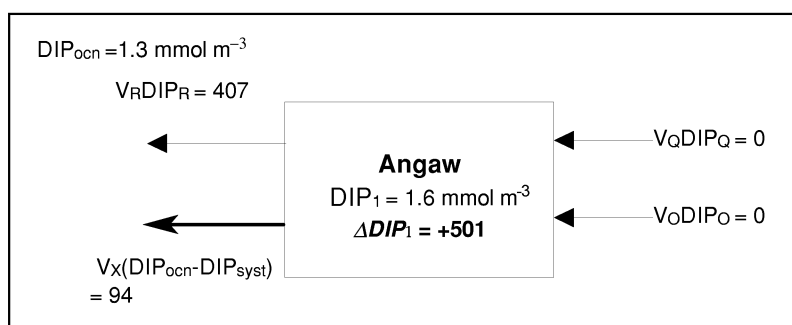 DIPocn =1.3 mmol m⁻³
VRDIPR = 407
Angaw
DIP1 = 1.6 mmol m⁻³
ΔDIP1 = +501
VX(DIPocn-DIPsyst)
= 94
VQDIPQ = 0
VODIPO = 0